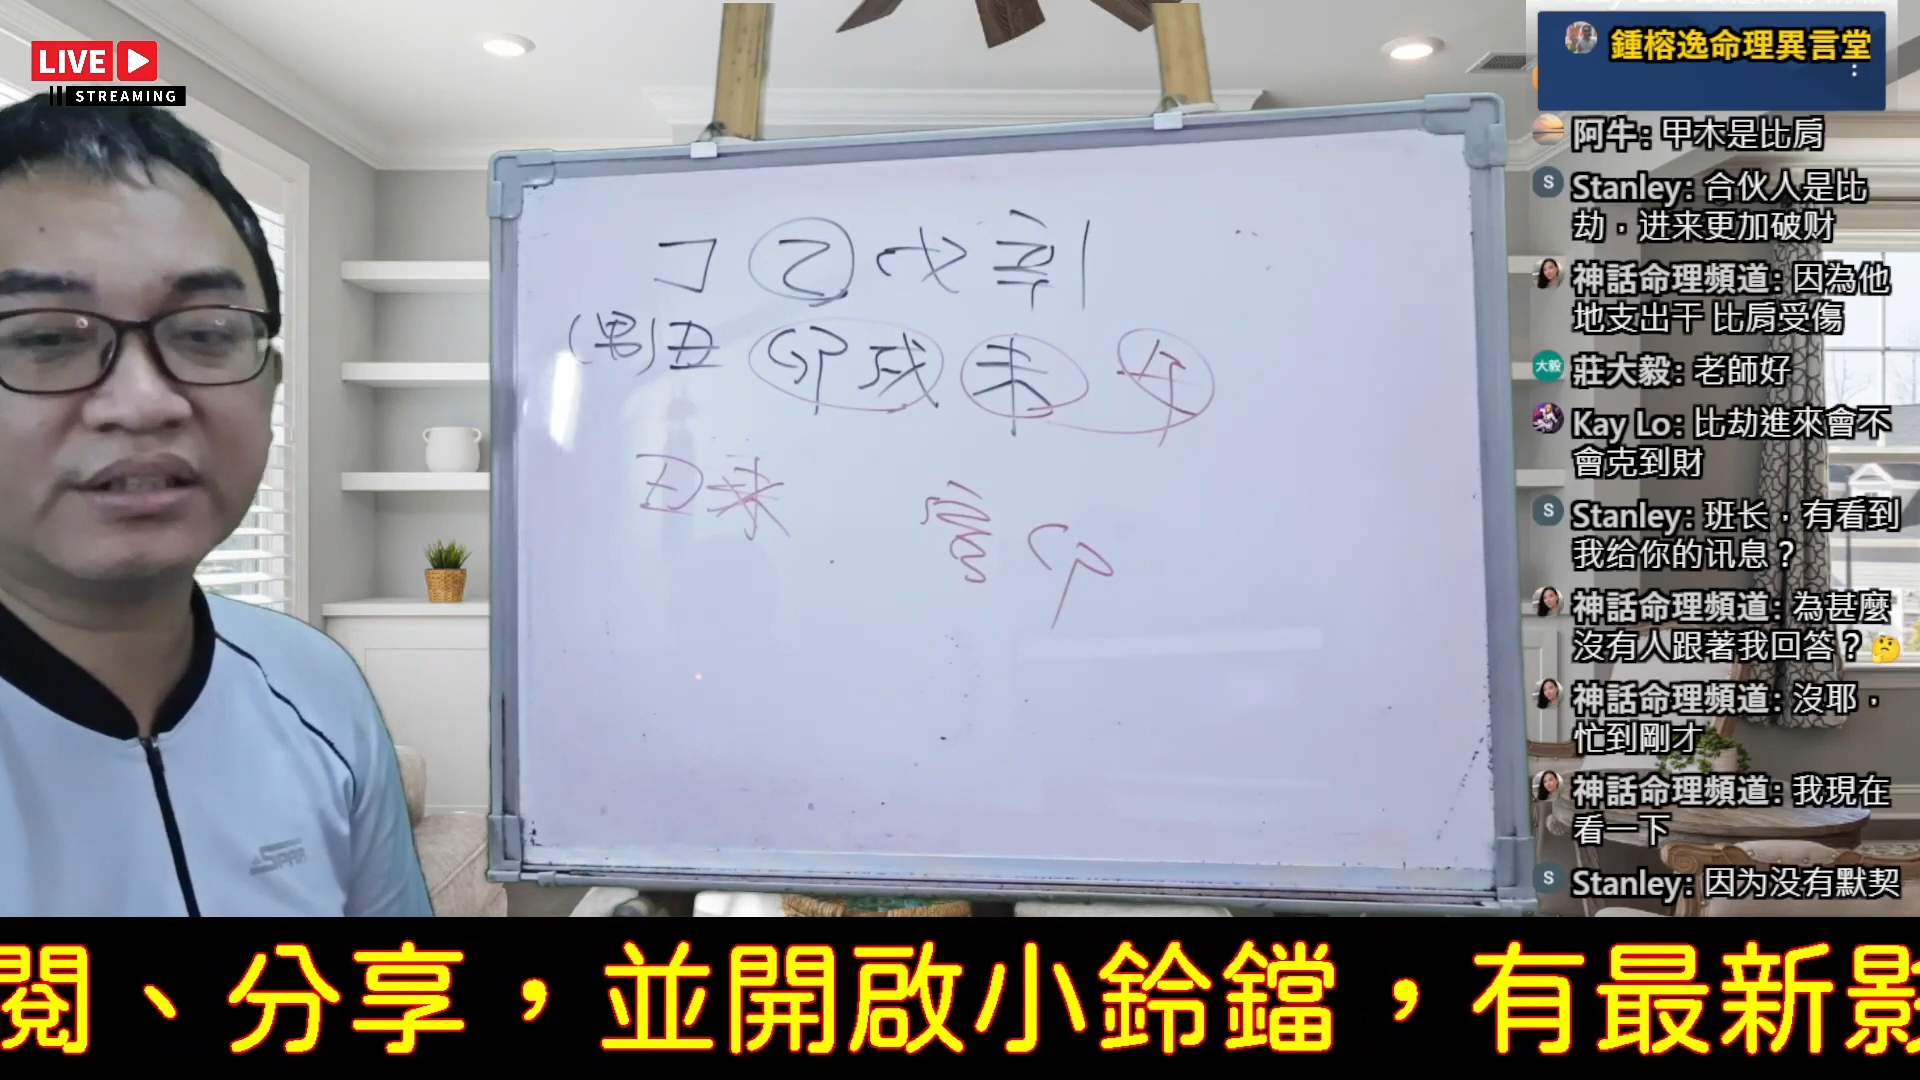 LIVE
STREAMING
丁乙戊辛
(男)丑卯戌未午
丑未
官印
鍾榕逸命理異言堂
阿牛: 甲木是比肩
Stanley: 合伙人是比
劫，进来更加破财
神話命理頻道: 因為他
地支出干 比肩受傷
大毅 莊大毅: 老師好
Kay Lo: 比劫進來會不
會克到財
S Stanley: 班长，有看到
我给你的讯息？
神話命理頻道: 為甚麼
沒有人跟著我回答？🤔
神話命理頻道: 沒耶，
忙到剛才
神話命理頻道: 我現在
看一下
S Stanley: 因为没有默契
閱、分享，並開啟小鈴鐺，有最新影